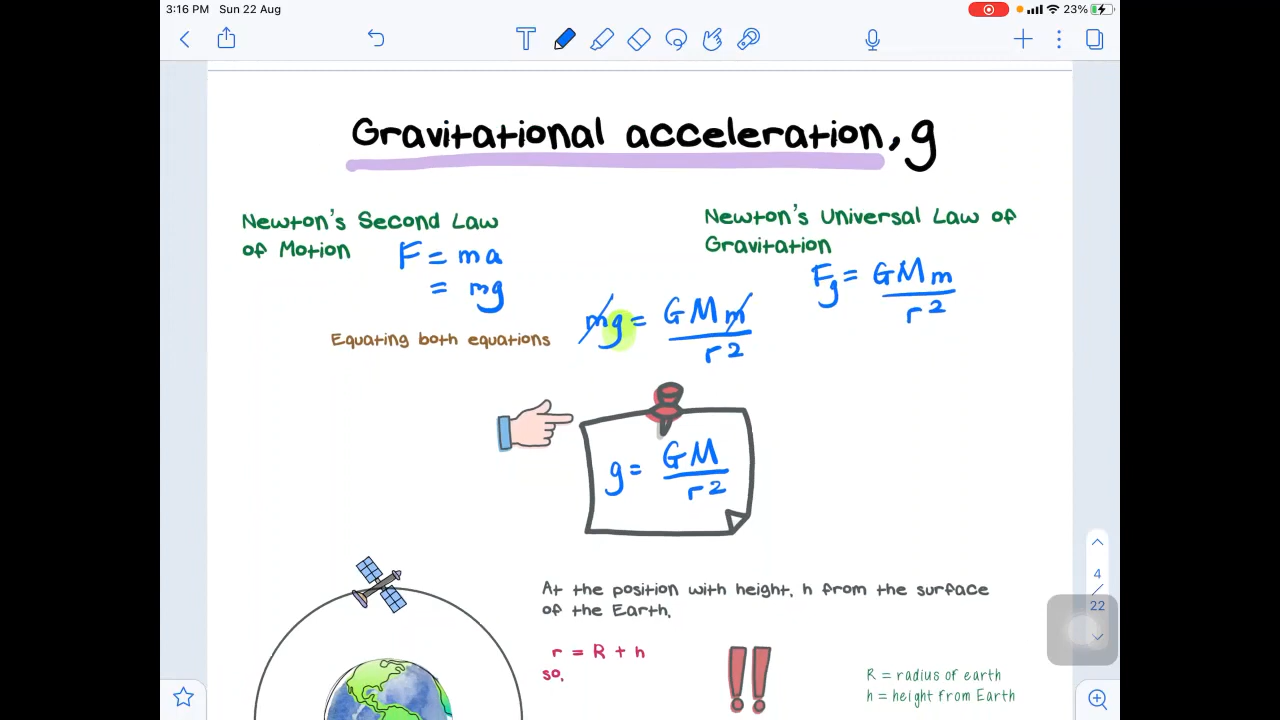 3:16 PM Sun 22 Aug
23%
Gravitational acceleration, g
Newton's Second Law
of Motion
F = ma
= mg
Newton's Universal Law of
Gravitation
Fg = GMm
r²
Equating both equations
mg = GMm
r²
g = GM
r²
At the position with height, h from the surface
of the Earth,
r = R + h
so,
!!
R = radius of earth
h = height from Earth
4
/
22